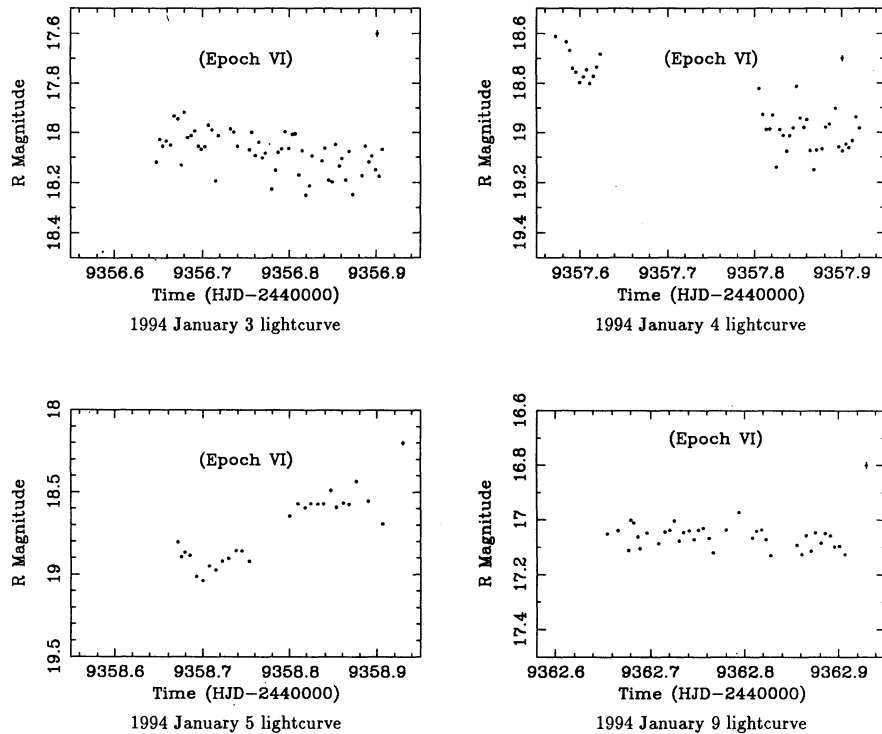 (Epoch VI)
R Magnitude
17.6
17.8
18
18.2
18.4
9356.6
9356.7
9356.8
9356.9
Time (HJD-2440000)
1994 January 3 lightcurve
(Epoch VI)
R Magnitude
18.6
18.8
19
19.2
19.4
9357.6
9357.7
9357.8
9357.9
Time (HJD-2440000)
1994 January 4 lightcurve
(Epoch VI)
R Magnitude
18
18.5
19
19.5
9358.6
9358.7
9358.8
9358.9
Time (HJD-2440000)
1994 January 5 lightcurve
(Epoch VI)
R Magnitude
16.6
16.8
17
17.2
17.4
9362.6
9362.7
9362.8
9362.9
Time (HJD-2440000)
1994 January 9 lightcurve